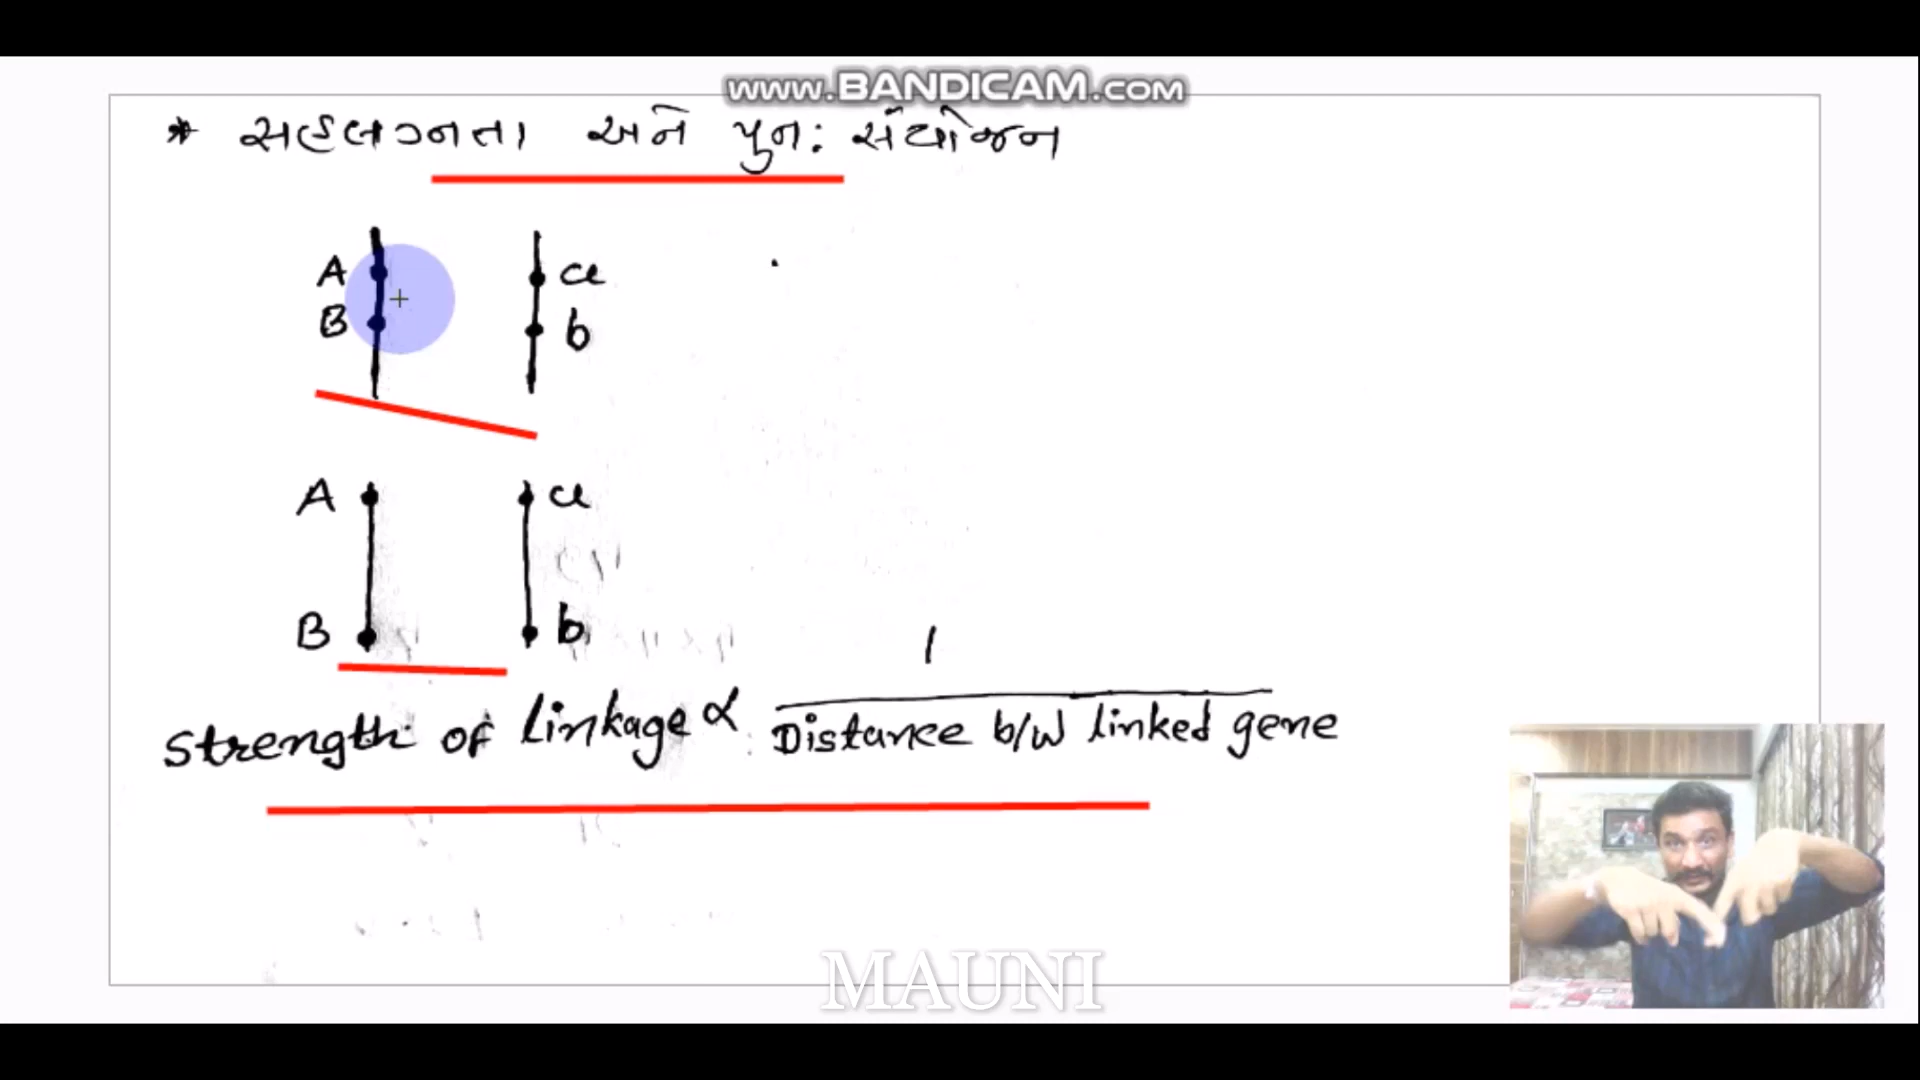 www.BANDICAM.com
* સહલગ્નતા અને પુનઃ સંયોજન
A a
B b
A a
B b
Strength of linkage ∝ 1
Distance b/w linked gene
MAUNI